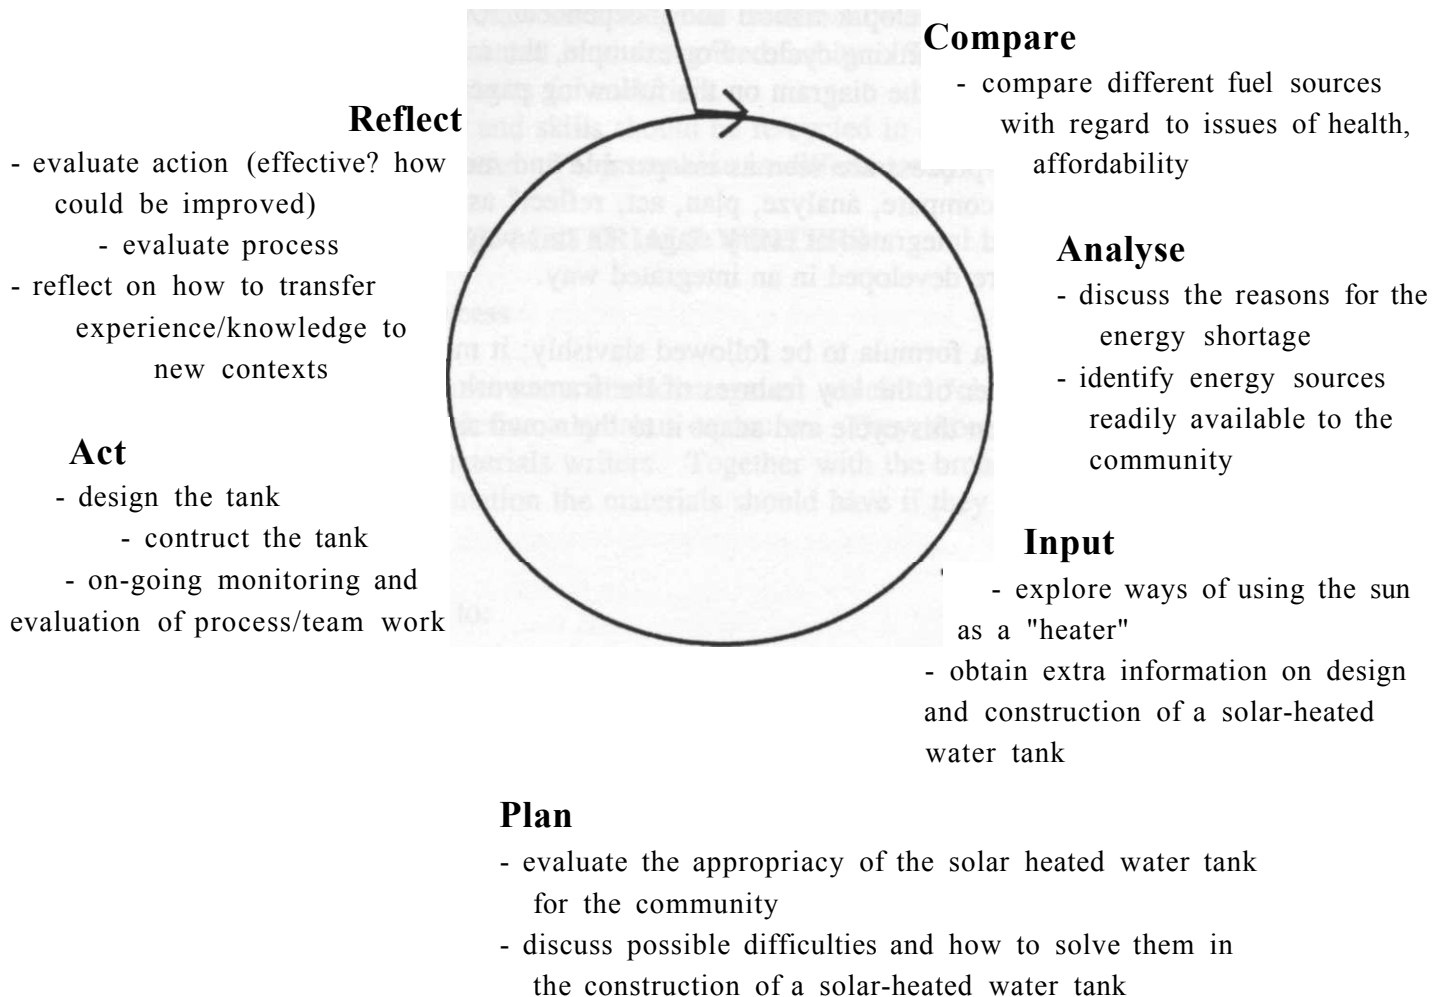 Compare
- compare different fuel sources
with regard to issues of health,
affordability
Analyse
- discuss the reasons for the
energy shortage
- identify energy sources
readily available to the
community
Input
- explore ways of using the sun
as a "heater"
- obtain extra information on design
and construction of a solar-heated
water tank
Plan
- evaluate the appropriacy of the solar heated water tank
for the community
- discuss possible difficulties and how to solve them in
the construction of a solar-heated water tank
Act
- design the tank
- contruct the tank
- on-going monitoring and
evaluation of process/team work
Reflect
- evaluate action (effective? how
could be improved)
- evaluate process
- reflect on how to transfer
experience/knowledge to
new contexts